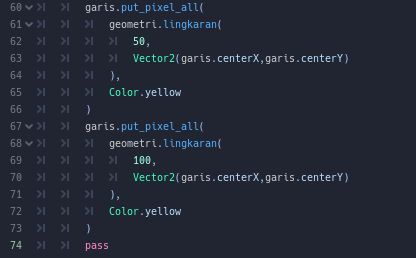 60 garis.put_pixel_all(
61 geometri.lingkaran(
62 50,
63 Vector2(garis.centerX,garis.centerY)
64 ),
65 Color.yellow
66 )
67 garis.put_pixel_all(
68 geometri.lingkaran(
69 100,
70 Vector2(garis.centerX,garis.centerY)
71 ),
72 Color.yellow
73 )
74 pass